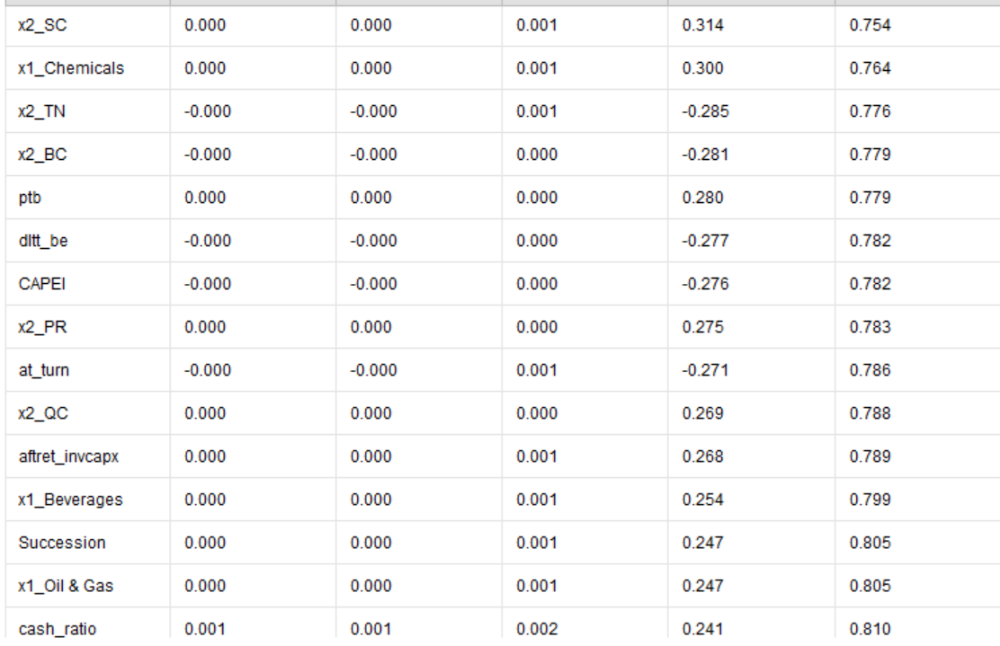 x2_SC 0.000 0.000 0.001 0.314 0.754
x1_Chemicals 0.000 0.000 0.001 0.300 0.764
x2_TN -0.000 -0.000 0.001 -0.285 0.776
x2_BC -0.000 -0.000 0.000 -0.281 0.779
ptb 0.000 0.000 0.000 0.280 0.779
dltt_be -0.000 -0.000 0.000 -0.277 0.782
CAPEI -0.000 -0.000 0.000 -0.276 0.782
x2_PR 0.000 0.000 0.000 0.275 0.783
at_turn -0.000 -0.000 0.001 -0.271 0.786
x2_QC 0.000 0.000 0.000 0.269 0.788
aftret_invcapx 0.000 0.000 0.001 0.268 0.789
x1_Beverages 0.000 0.000 0.001 0.254 0.799
Succession 0.000 0.000 0.001 0.247 0.805
x1_Oil & Gas 0.000 0.000 0.001 0.247 0.805
cash_ratio 0.001 0.001 0.002 0.241 0.810